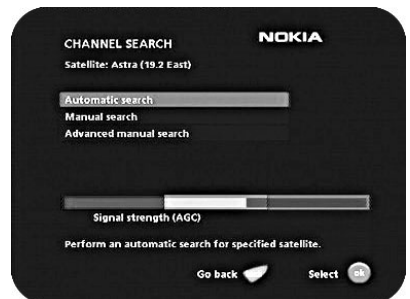 NOKIA
CHANNEL SEARCH
Satellite: Astra (19.2 East)
Automatic search
Manual search
Advanced manual search
Signal strength (AGC)
Perform an automatic search for specified satellite.
Go back Select ok